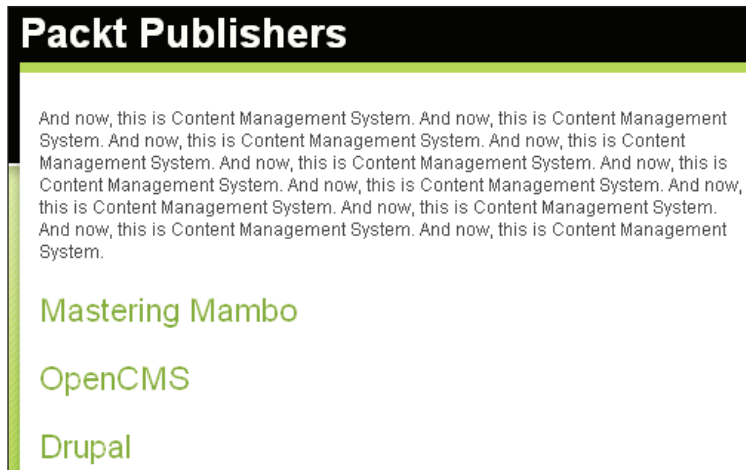 Packt Publishers
And now, this is Content Management System. And now, this is Content Management
System. And now, this is Content Management System. And now, this is Content
Management System. And now, this is Content Management System. And now, this is
Content Management System. And now, this is Content Management System. And now,
this is Content Management System. And now, this is Content Management System.
And now, this is Content Management System. And now, this is Content Management
System.
Mastering Mambo
OpenCMS
Drupal